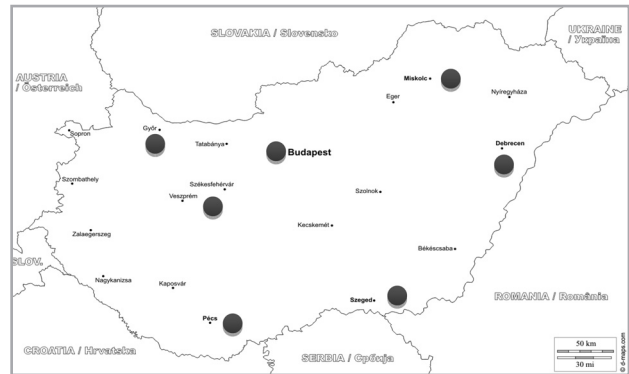 SLOVAKIA / Slovensko
UKRAINE
/ Україна
AUSTRIA
/ Österreich
Miskolc
Eger
Nyíregyháza
Győr
Sopron
Tatabánya
Budapest
Debrecen
Szombathely
Székesfehérvár
Veszprém
Szolnok
Kecskemét
Zalaegerszeg
Békéscsaba
SLOV.
Nagykanizsa
Kaposvár
Szeged
ROMANIA / România
Pécs
CROATIA / Hrvatska
SERBIA / Србија
50 km
30 mi
© d-maps.com